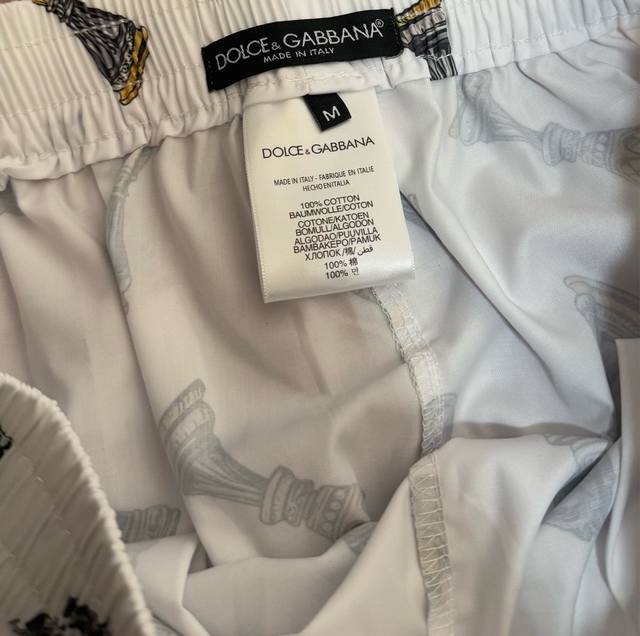 DOLCE & GABBANA®
MADE IN ITALY
M
DOLCE & GABBANA
MADE IN ITALY - FABRIQUE EN ITALIE
HECHO EN ITALIA
100% COTTON
BAUMWOLLE/COTON
COTONE/KATOEN
BOMULL/ALGODÓN
ALGODAO/PUUVILLA
BAMBAKEPO/PAMUK
ХЛОПОК/棉/قطن
100% 棉
100% 면